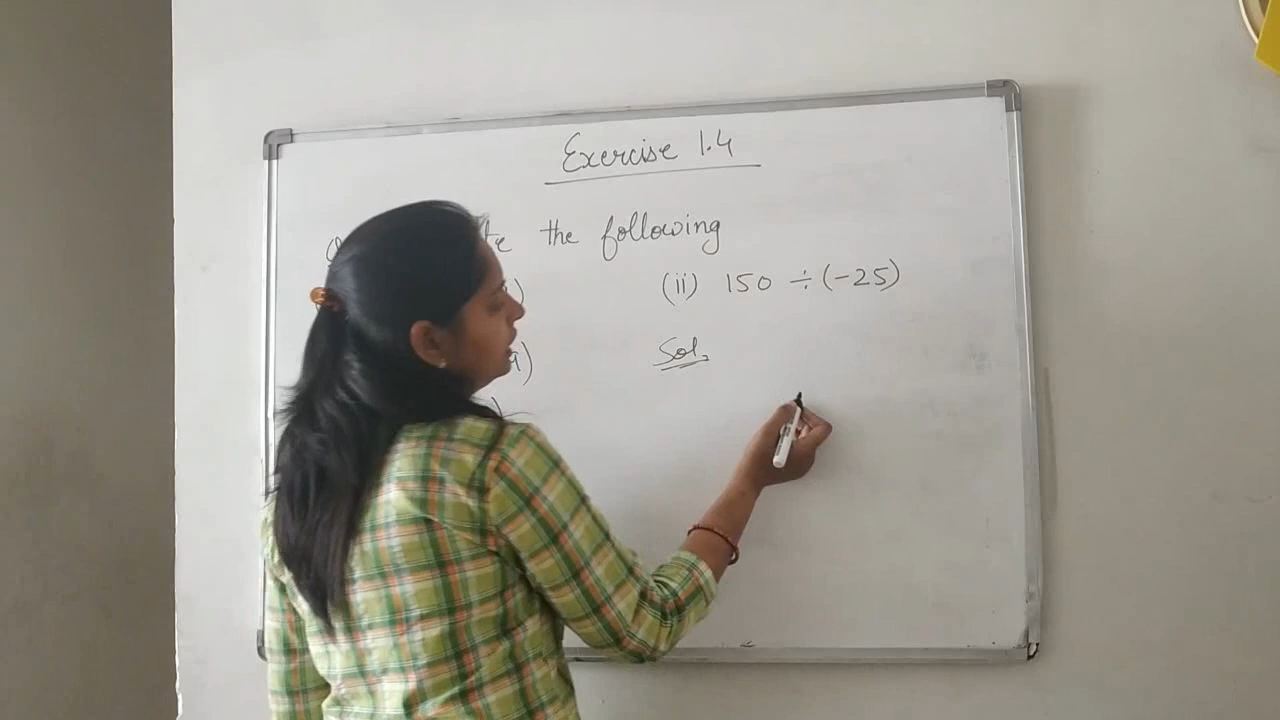 Exercise 1.4
the following
(ii) 150 ÷ (-25)
Sol.